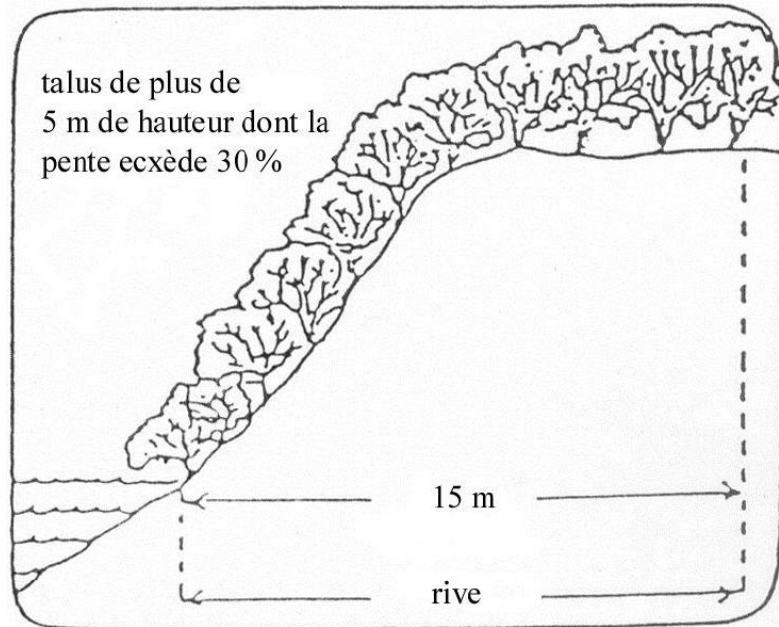 talus de plus de
5 m de hauteur dont la
pente ecxède 30 %
15 m
rive